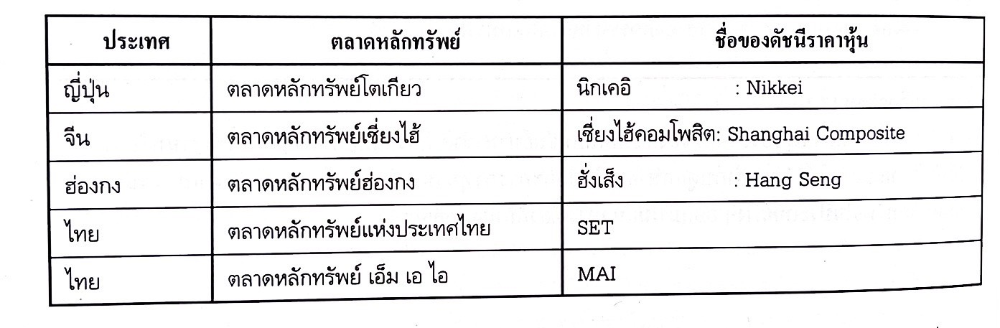 ประเทศ ตลาดหลักทรัพย์ ชื่อของดัชนีราคาหุ้น
ญี่ปุ่น ตลาดหลักทรัพย์โตเกียว นิกเคอิ : Nikkei
จีน ตลาดหลักทรัพย์เซี่ยงไฮ้ เซี่ยงไฮ้คอมโพสิต: Shanghai Composite
ฮ่องกง ตลาดหลักทรัพย์ฮ่องกง ฮั่งเส็ง : Hang Seng
ไทย ตลาดหลักทรัพย์แห่งประเทศไทย SET
ไทย ตลาดหลักทรัพย์ เอ็ม เอ ไอ MAI